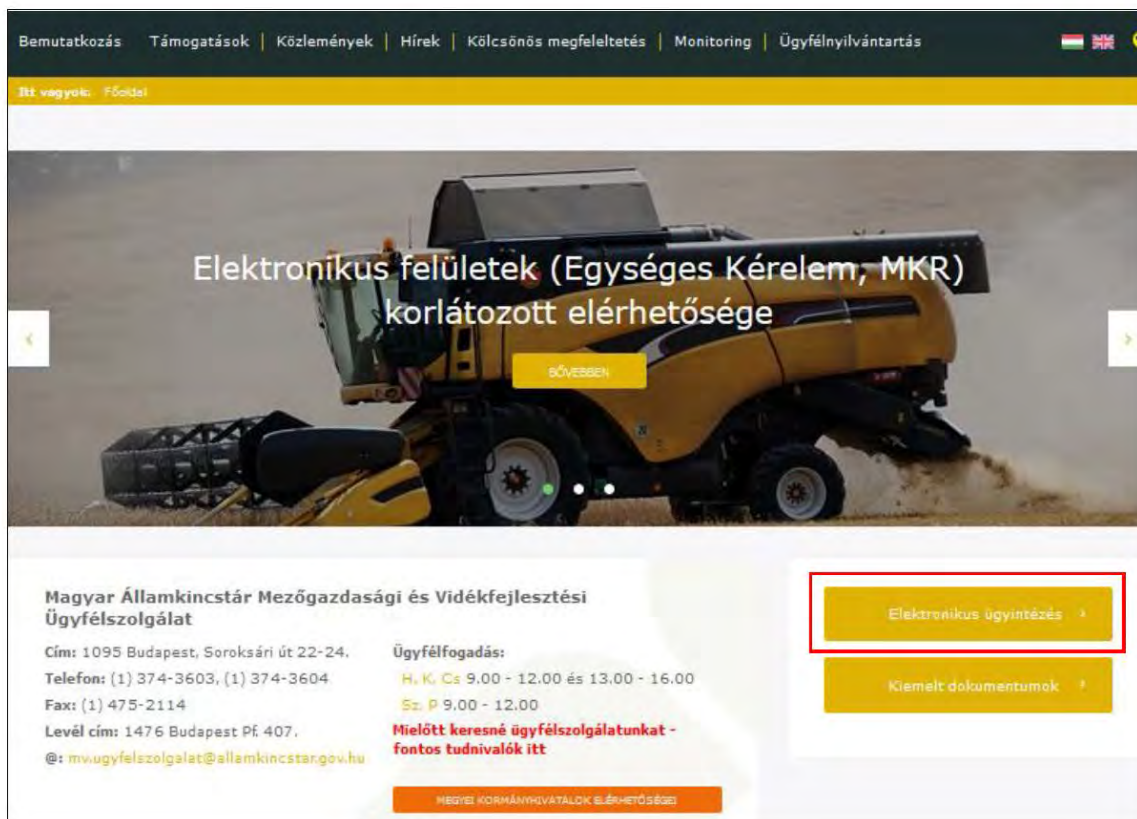 Bemutatkozás Támogatások | Közlemények | Hírek | Kölcsönös megfeleltetés | Monitoring | Ügyfélnyilvántartás
Itt vagyok: Főoldal
Elektronikus felületek (Egységes Kérelem, MKR)
korlátozott elérhetősége
BŐVEBBEN
Magyar Államkincstár Mezőgazdasági és Vidékfejlesztési
Ügyfélszolgálat
Cím: 1095 Budapest, Soroksári út 22-24.
Telefon: (1) 374-3603, (1) 374-3604
Fax: (1) 475-2114
Levél cím: 1476 Budapest Pf. 407.
@: mv.ugyfelszolgalat@allamkincstar.gov.hu
Ügyfélfogadás:
H, K, Cs 9.00 - 12.00 és 13.00 - 16.00
Sz, P 9.00 - 12.00
Mielőtt keresné ügyfélszolgálatunkat -
fontos tudnivalók itt
MEGYEI KORMÁNYHIVATALOK ELÉRHETŐSÉGEI
Elektronikus ügyintézés ›
Kiemelt dokumentumok ›